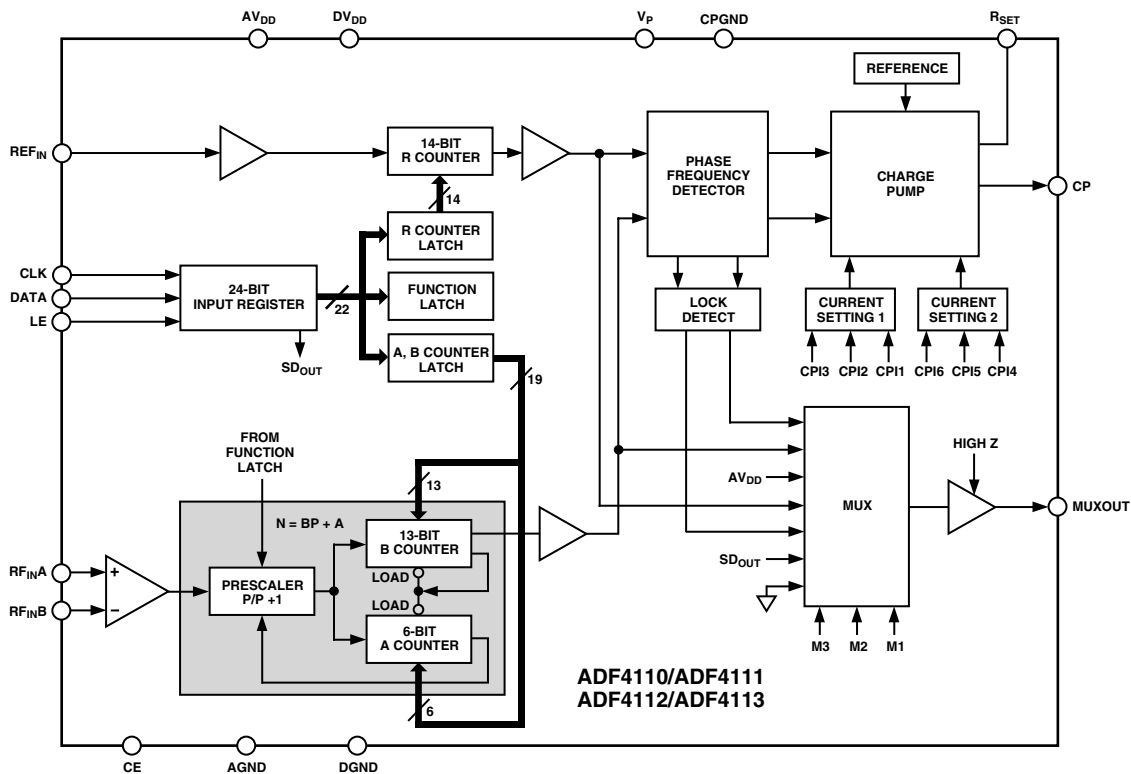 AVDD
DVDD
VP
CPGND
RSET
REFERENCE
REFIN
14-BIT
R COUNTER
PHASE
FREQUENCY
DETECTOR
CHARGE
PUMP
CP
14
R COUNTER
LATCH
CLK
DATA
LE
24-BIT
INPUT REGISTER
22
FUNCTION
LATCH
LOCK
DETECT
CURRENT
SETTING 1
CURRENT
SETTING 2
SDOUT
A, B COUNTER
LATCH
19
CPI3
CPI2
CPI1
CPI6
CPI5
CPI4
FROM
FUNCTION
LATCH
HIGH Z
13
AVDD
MUX
MUXOUT
N = BP + A
13-BIT
B COUNTER
RFINA
RFINB
+
−
PRESCALER
P/P +1
LOAD
LOAD
SDOUT
6-BIT
A COUNTER
M3
M2
M1
6
ADF4110/ADF4111
ADF4112/ADF4113
CE
AGND
DGND